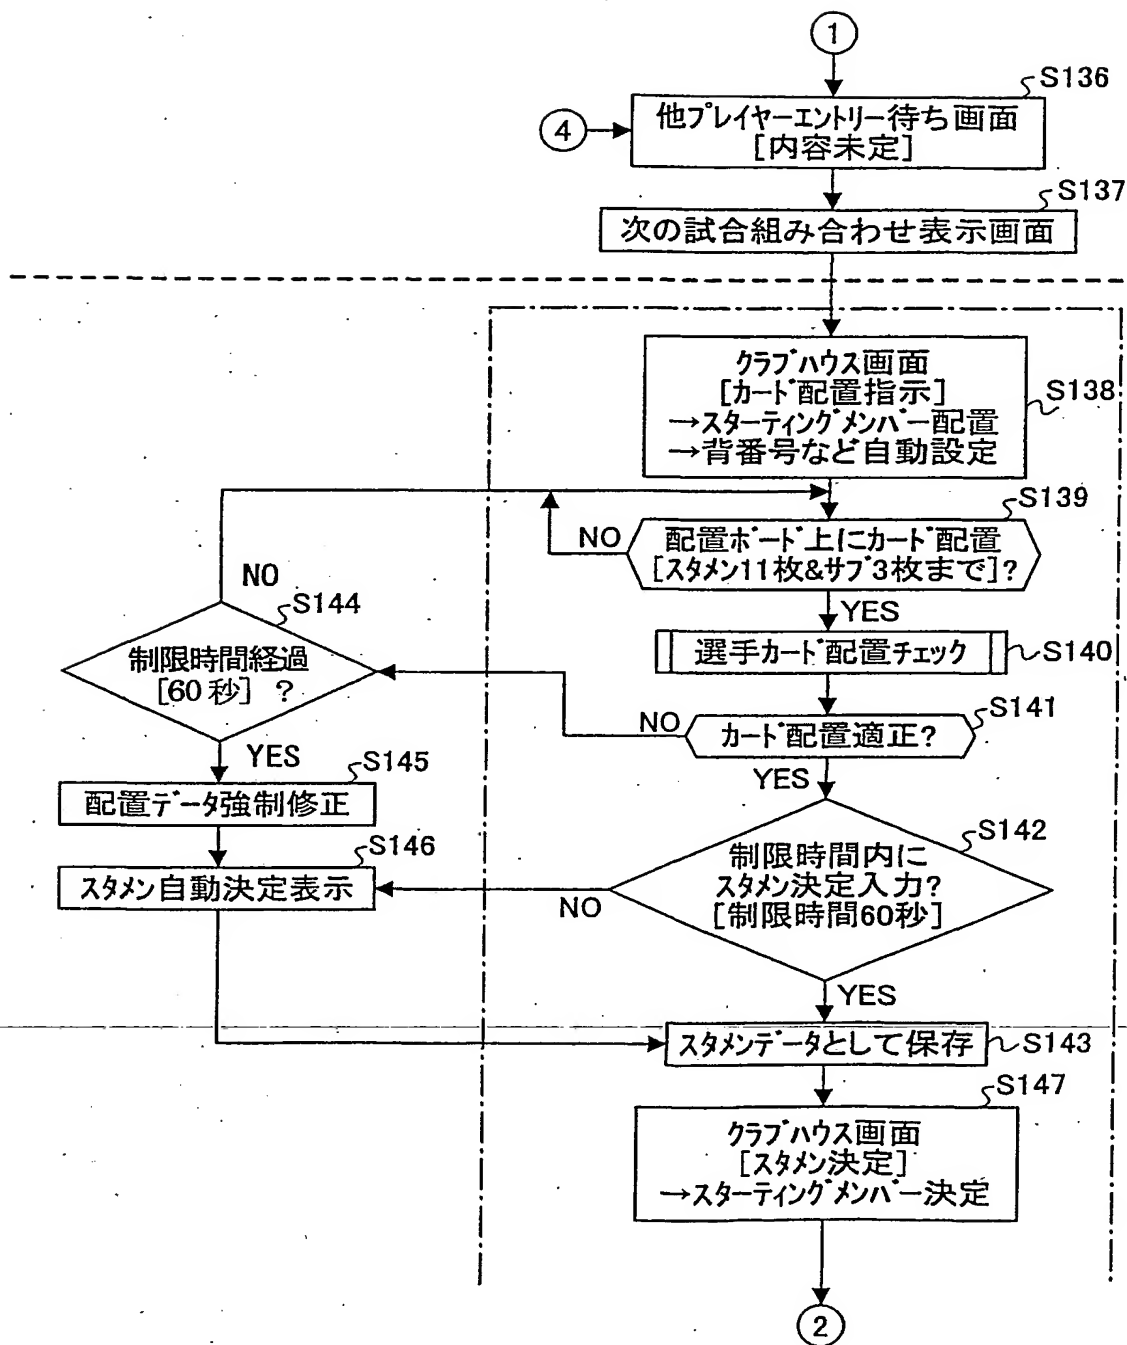 1
S136
他プレイヤーエントリー待ち画面
[内容未定]
4
S137
次の試合組み合わせ表示画面
クラブハウス画面
[カード配置指示]
→スターティングメンバー配置
→背番号など自動設定
S138
S139
配置ボード上にカード配置
[スタメン11枚&サブ3枚まで]?
NO
YES
NO
S144
制限時間経過
[60秒] ?
選手カード配置チェック
S140
S141
カード配置適正?
NO
YES
YES
S145
配置データ強制修正
S142
制限時間内に
スタメン決定入力?
[制限時間60秒]
S146
スタメン自動決定表示
NO
YES
スタメンデータとして保存
S143
S147
クラブハウス画面
[スタメン決定]
→スターティングメンバー決定
2